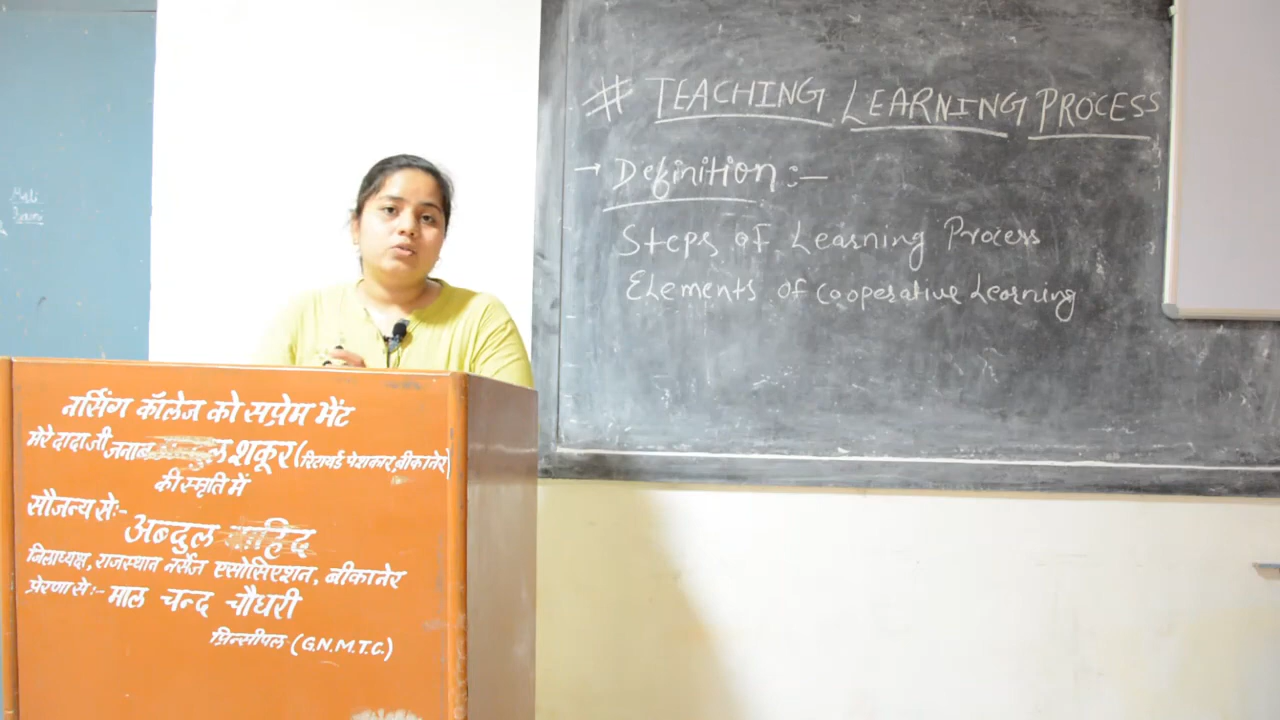 # TEACHING LEARNING PROCESS
→ Definition :-
Steps of Learning Process
Elements of cooperative Learning
नर्सिंग कॉलेज को सप्रेम भेंट
मेरे दादा जी जनाब शकूर (रिटायर्ड पेशकार, बीकानेर)
की स्मृति में
सौजन्य से:-
अब्दुल
जिलाध्यक्ष, राजस्थान नर्सेज एसोसिएशन, बीकानेर
प्रेरणा से:- माल चन्द चौधरी
प्रिन्सीपल (G.N.M.T.C.)